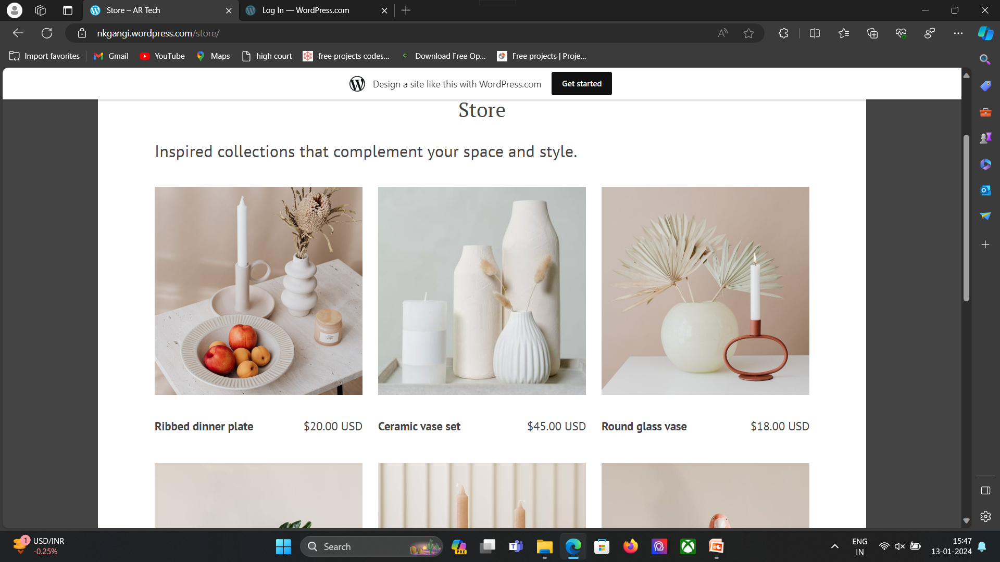 Store – AR Tech
Log In — WordPress.com
nkgangi.wordpress.com/store/
Import favorites
Gmail
YouTube
Maps
high court
free projects codes...
Download Free Op...
Free projects | Proje...
Design a site like this with WordPress.com
Get started
Store
Inspired collections that complement your space and style.
Ribbed dinner plate
$20.00 USD
Ceramic vase set
$45.00 USD
Round glass vase
$18.00 USD
1
USD/INR
-0.25%
Search
PRE
ENG
IN
15:47
13-01-2024